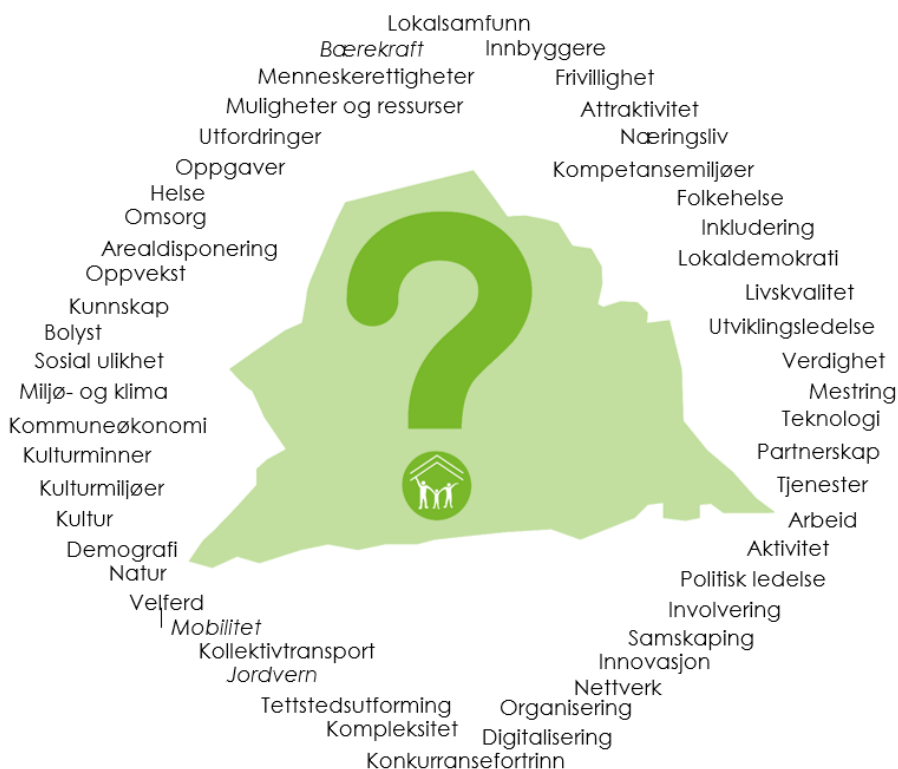 Lokalsamfunn
Bærekraft
Innbyggere
Menneskerettigheter
Frivillighet
Muligheter og ressurser
Attraktivitet
Utfordringer
Næringsliv
Oppgaver
Kompetansemiljøer
Helse
Folkehelse
Omsorg
Inkludering
Arealdisponering
Lokaldemokrati
Oppvekst
Livskvalitet
Kunnskap
Utviklingsledelse
Bolyst
Verdighet
Sosial ulikhet
Mestring
Miljø- og klima
Teknologi
Kommuneøkonomi
Partnerskap
Kulturminner
Tjenester
Kulturmiljøer
Arbeid
Kultur
Aktivitet
Demografi
Politisk ledelse
Natur
Involvering
Velferd
Mobilitet
Samskaping
Kollektivtransport
Innovasjon
Jordvern
Nettverk
Tettstedsutforming
Organisering
Kompleksitet
Digitalisering
Konkurransefortrinn
?